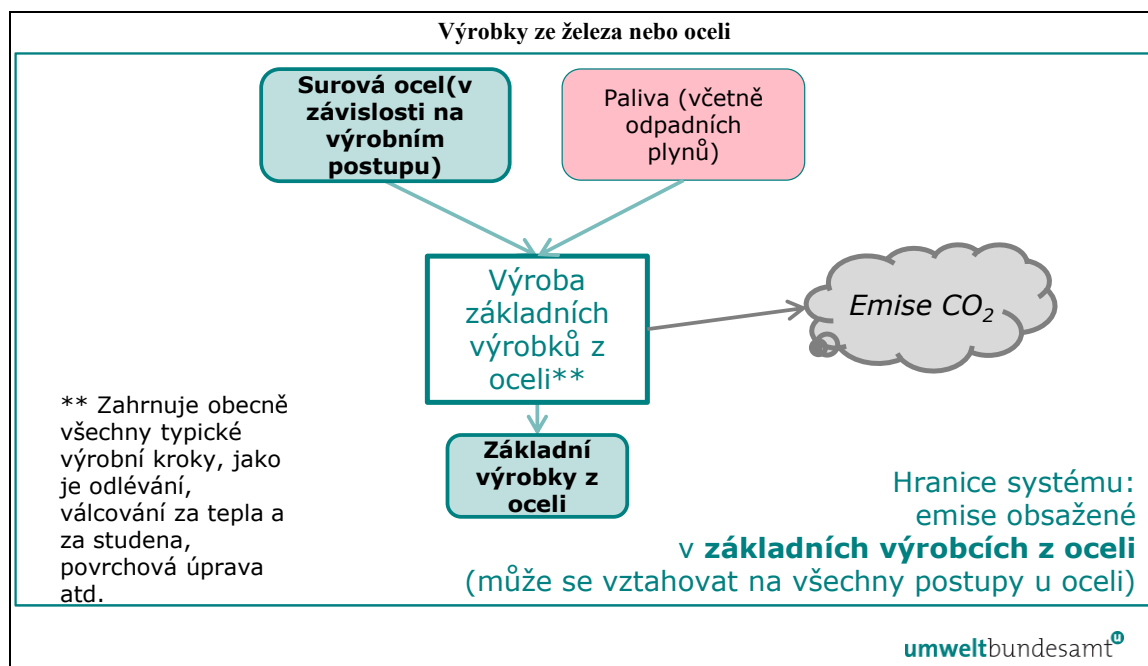 Výrobky ze železa nebo oceli
Surová ocel(v
závislosti na
výrobním
postupu)
Paliva (včetně
odpadních
plynů)
Výroba
základních
výrobků z
oceli**
Emise CO₂
** Zahrnuje obecně
všechny typické
výrobní kroky, jako
je odlévání,
válcování za tepla a
za studena,
povrchová úprava
atd.
Základní
výrobky z
oceli
Hranice systému:
emise obsažené
v základních výrobcích z oceli
(může se vztahovat na všechny postupy u oceli)
umweltbundesamt
u